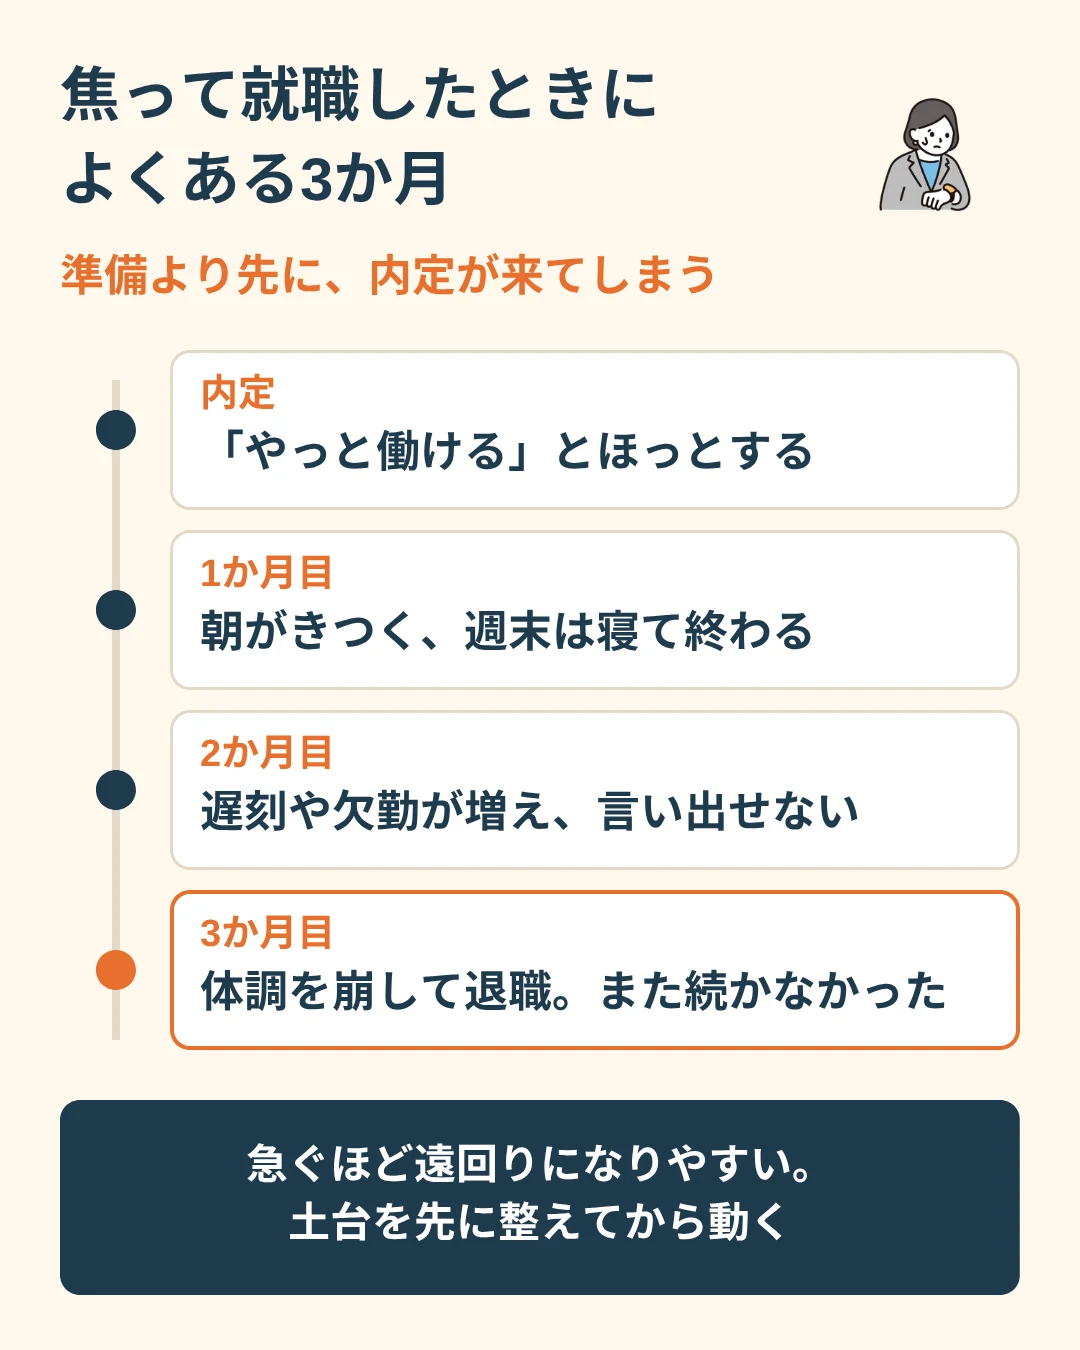 焦って就職したときに
よくある3か月
準備より先に、内定が来てしまう
内定
「やっと働ける」とほっとする
1か月目
朝がきつく、週末は寝て終わる
2か月目
遅刻や欠勤が増え、言い出せない
3か月目
体調を崩して退職。また続かなかった
急ぐほど遠回りになりやすい。
土台を先に整えてから動く